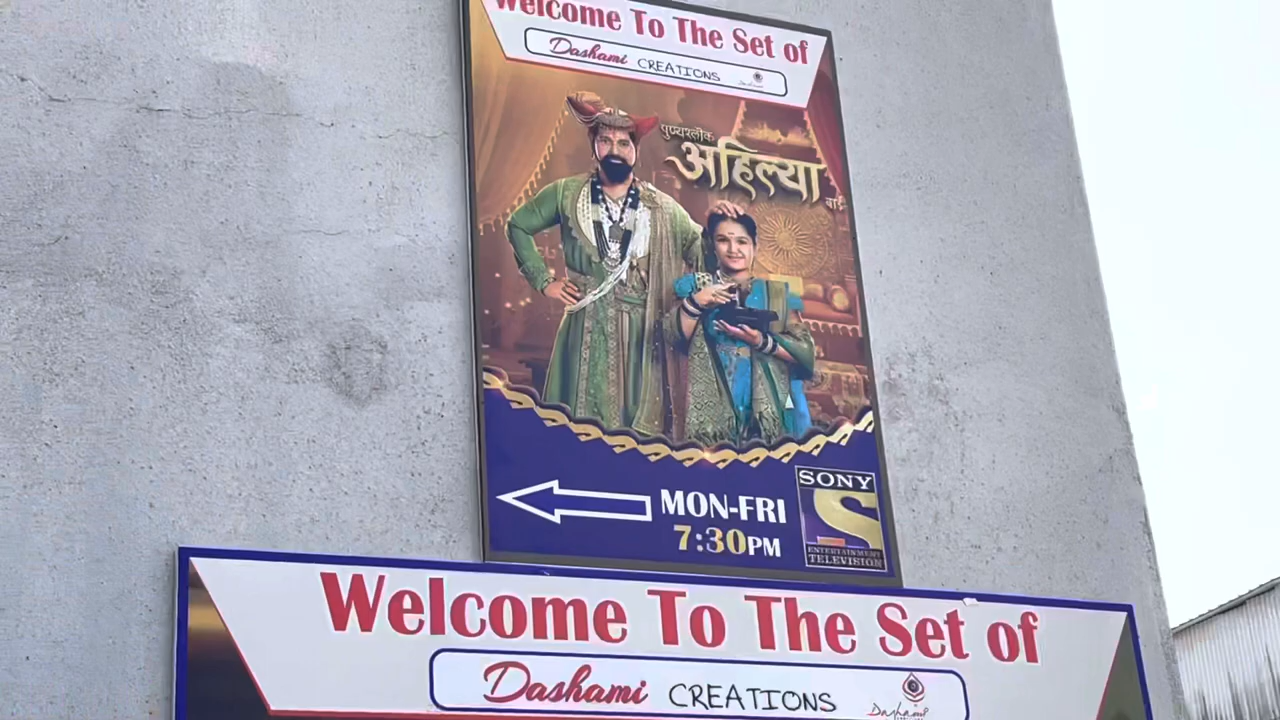 Welcome To The Set of
Dashami CREATIONS
पुण्यश्लोक
अहिल्या
बाई
MON-FRI
7:30PM
SONY
S
ENTERTAINMENT
TELEVISION
Welcome To The Set of
Dashami CREATIONS
Dashami